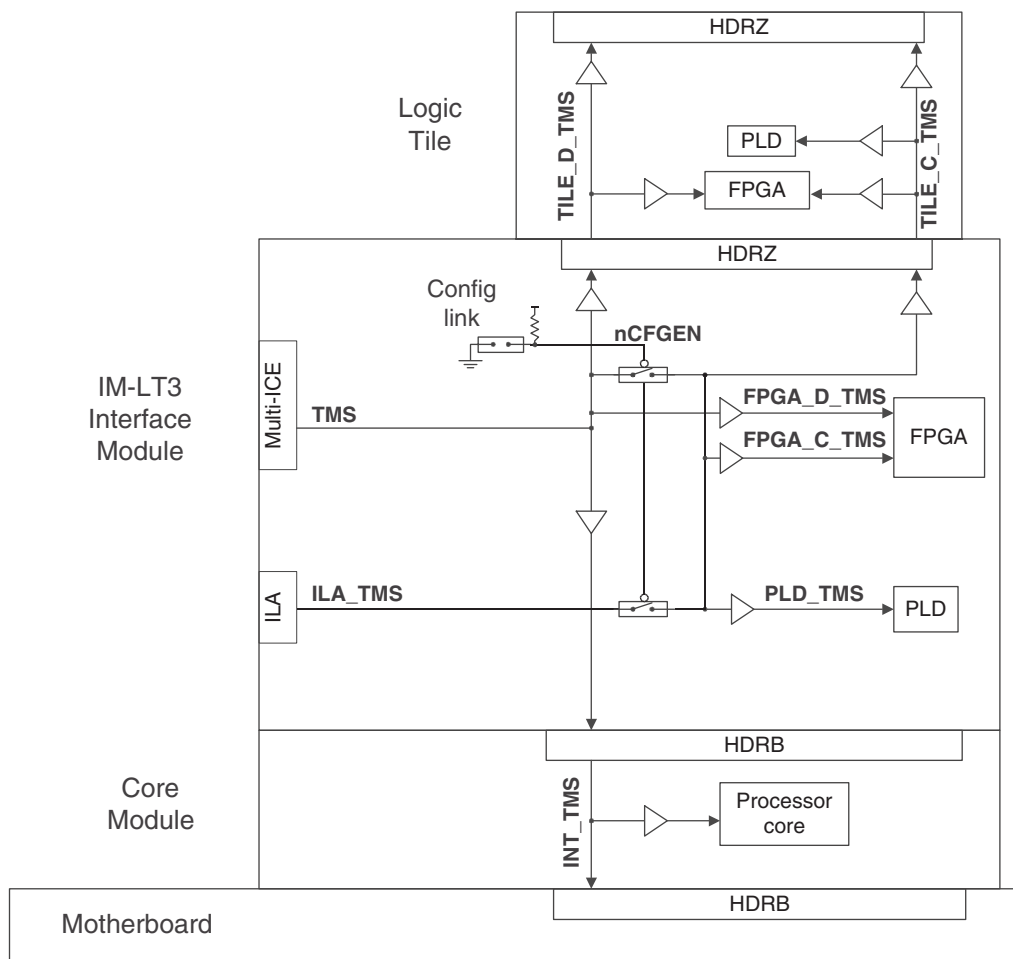 HDRZ
Logic
Tile
TILE_D_TMS
TILE_C_TMS
PLD
FPGA
HDRZ
Config
link
nCFGEN
IM-LT3
Interface
Module
Multi-ICE
TMS
FPGA_D_TMS
FPGA_C_TMS
FPGA
ILA
ILA_TMS
PLD_TMS
PLD
HDRB
Core
Module
INT_TMS
Processor
core
HDRB
Motherboard